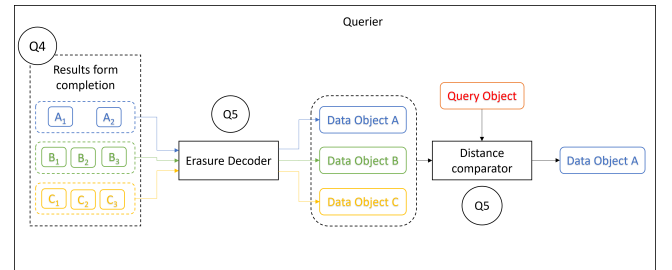 Querier
Q4
Results form
completion
A1 A2
B1 B2 B3
C1 C2 C3
Q5
Erasure Decoder
Data Object A
Data Object B
Data Object C
Query Object
Distance
comparator
Q5
Data Object A